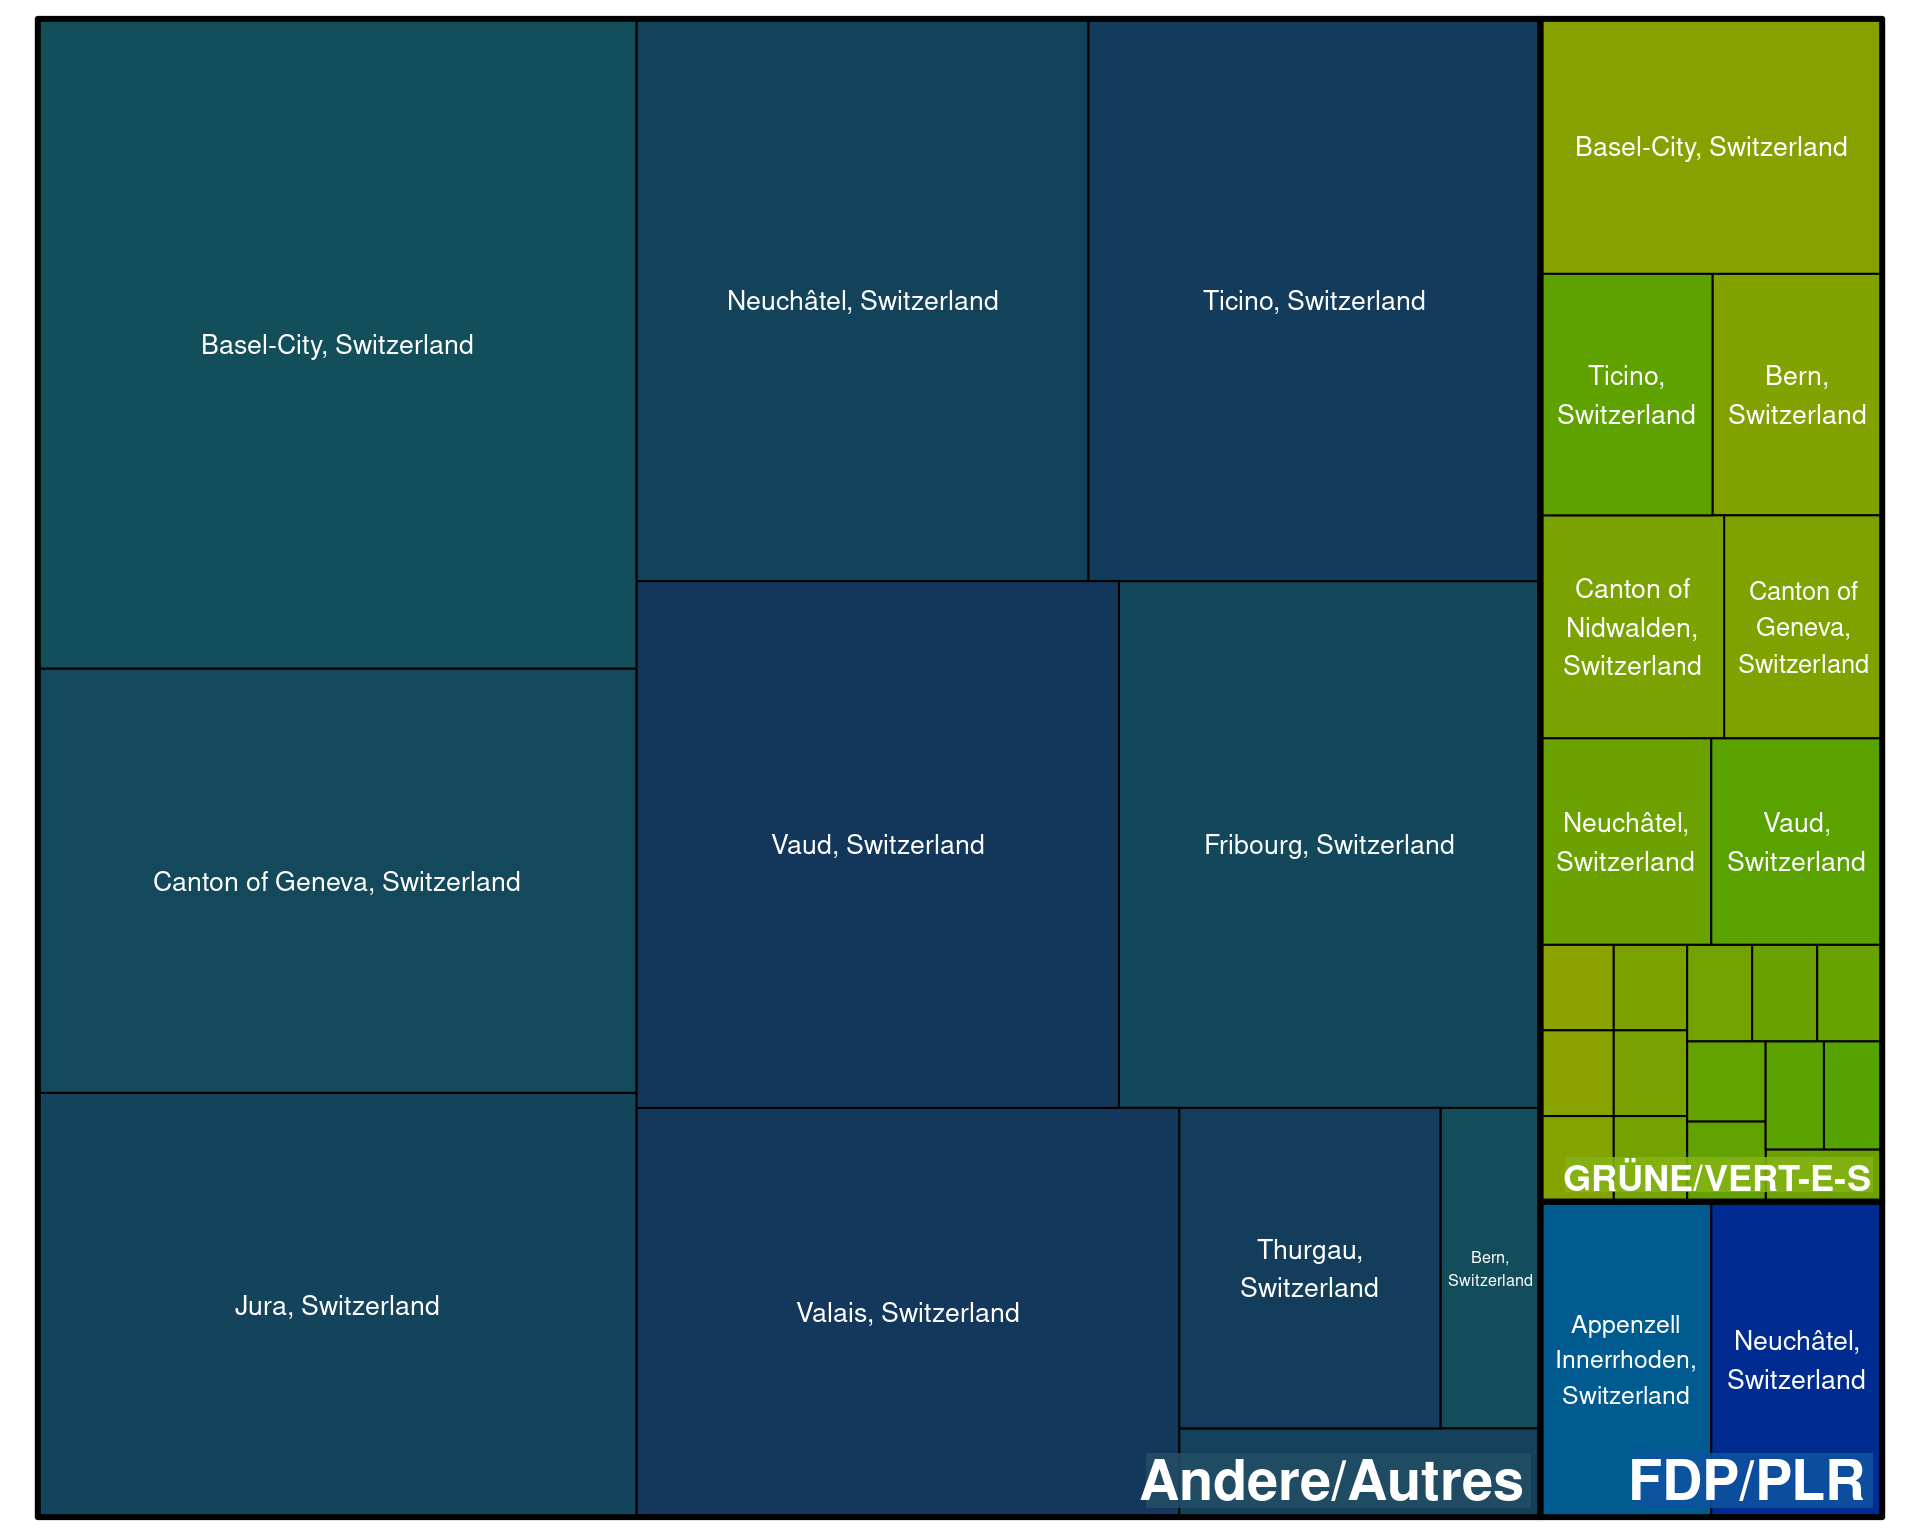 Basel-City, Switzerland
Canton of Geneva, Switzerland
Jura, Switzerland
Neuchâtel, Switzerland
Ticino, Switzerland
Vaud, Switzerland
Fribourg, Switzerland
Valais, Switzerland
Thurgau,
Switzerland
Bern,
Switzerland
Andere/Autres
Basel-City, Switzerland
Ticino,
Switzerland
Bern,
Switzerland
Canton of
Nidwalden,
Switzerland
Canton of
Geneva,
Switzerland
Neuchâtel,
Switzerland
Vaud,
Switzerland
GRÜNE/VERT-E-S
Appenzell
Innerrhoden,
Switzerland
Neuchâtel,
Switzerland
FDP/PLR